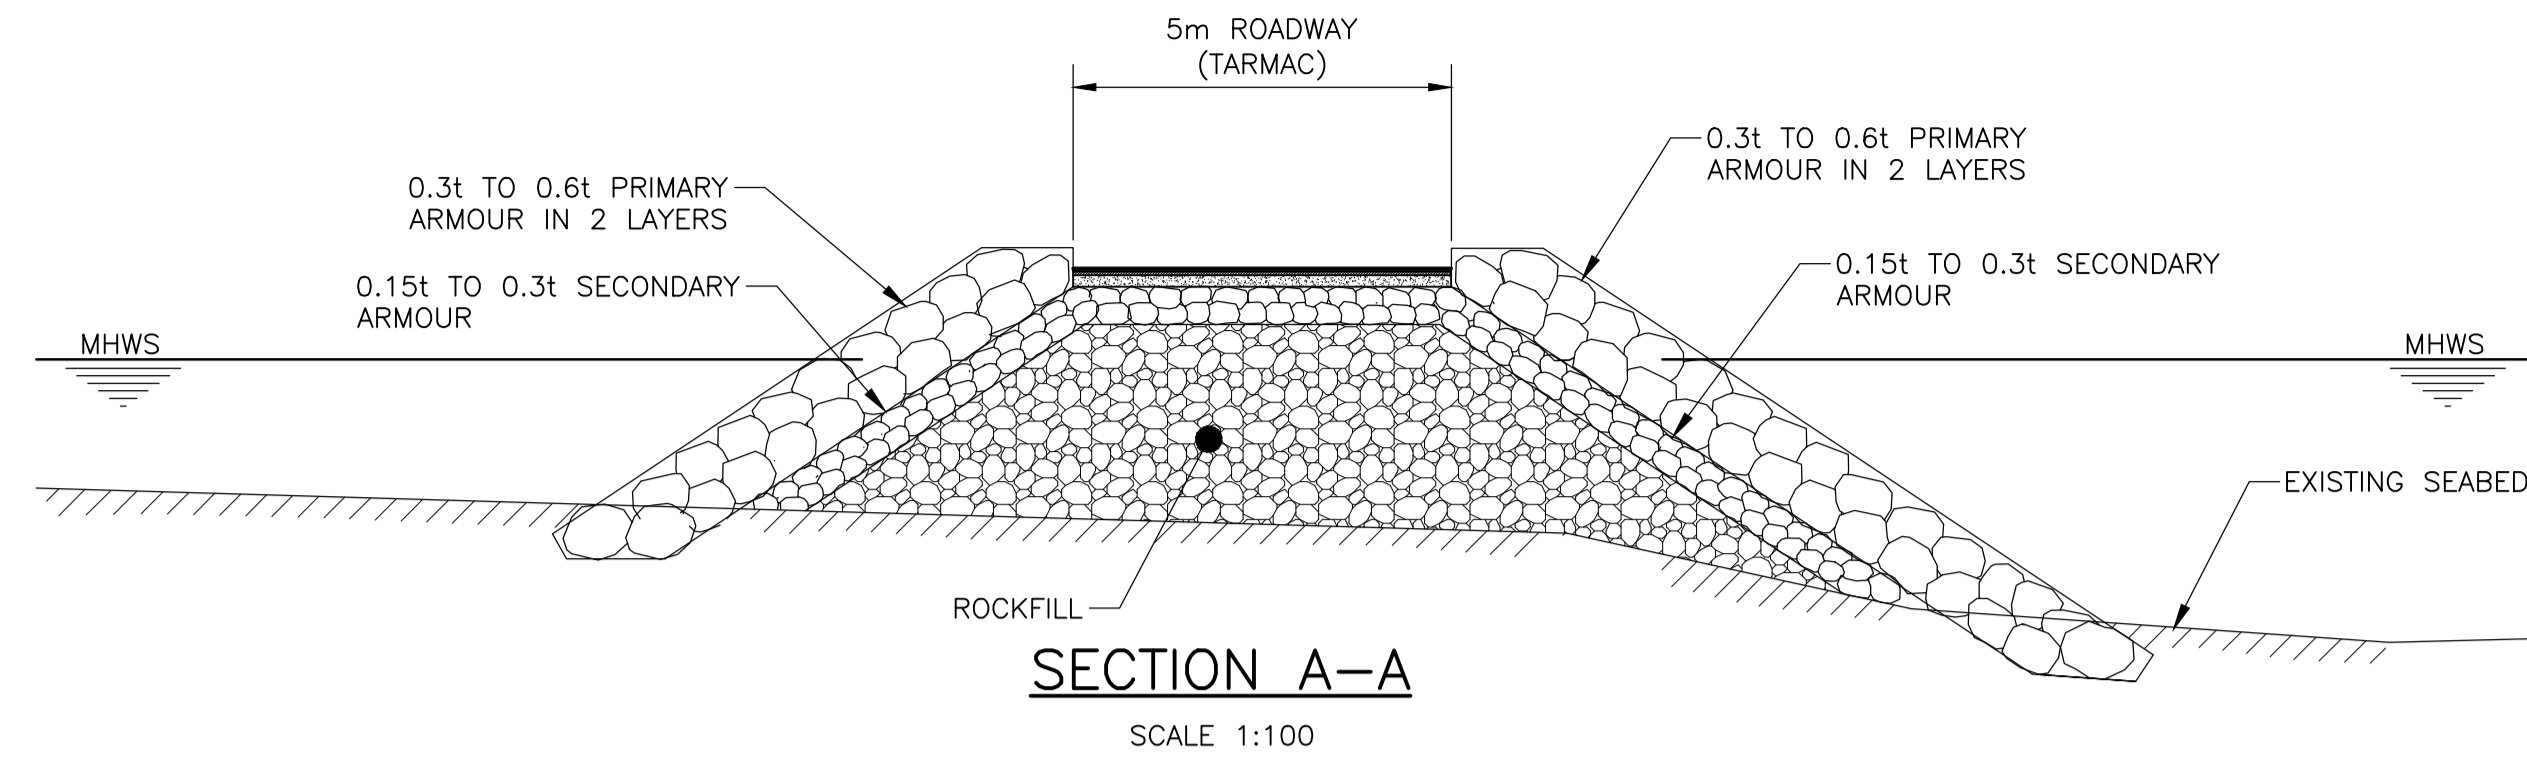 5m ROADWAY
(TARMAC)
0.3t TO 0.6t PRIMARY
ARMOUR IN 2 LAYERS
0.3t TO 0.6t PRIMARY
ARMOUR IN 2 LAYERS
0.15t TO 0.3t SECONDARY
ARMOUR
0.15t TO 0.3t SECONDARY
ARMOUR
MHWS
MHWS
EXISTING SEABED
ROCKFILL
SECTION A-A
SCALE 1:100